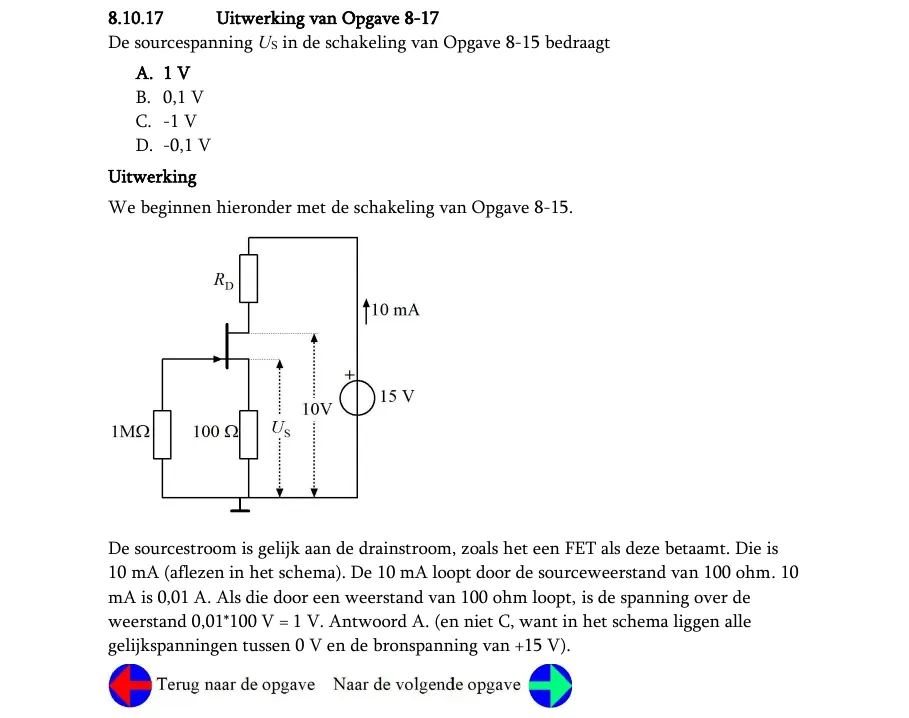 8.10.17 Uitwerking van Opgave 8-17
De sourcespanning US in de schakeling van Opgave 8-15 bedraagt
A. 1 V
B. 0,1 V
C. -1 V
D. -0,1 V
Uitwerking
We beginnen hieronder met de schakeling van Opgave 8-15.
RD
10 mA
+
15 V
10V
1MΩ
100 Ω
US
De sourcestroom is gelijk aan de drainstroom, zoals het een FET als deze betaamt. Die is
10 mA (aflezen in het schema). De 10 mA loopt door de sourceweerstand van 100 ohm. 10
mA is 0,01 A. Als die door een weerstand van 100 ohm loopt, is de spanning over de
weerstand 0,01*100 V = 1 V. Antwoord A. (en niet C, want in het schema liggen alle
gelijkspanningen tussen 0 V en de bronspanning van +15 V).
Terug naar de opgave Naar de volgende opgave